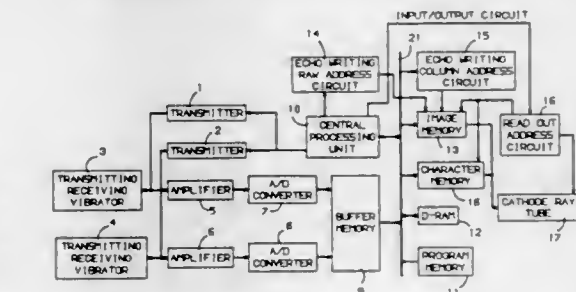 INPUT/OUTPUT CIRCUIT
14
21
15
ECHO WRITING
RAW ADDRESS
CIRCUIT
ECHO WRITING
COLUMN ADDRESS
CIRCUIT
1
TRANSMITTER
10
CENTRAL
PROCESSING
UNIT
IMAGE
MEMORY
13
16
READ OUT
ADDRESS
CIRCUIT
2
TRANSMITTER
3
TRANSMITTING
RECEIVING
VIBRATOR
AMPLIFIER
5
A/D
CONVERTER
7
BUFFER
MEMORY
CHARACTER
MEMORY
18
CATHODE RAY
TUBE
17
4
TRANSMITTING
RECEIVING
VIBRATOR
AMPLIFIER
6
A/D
CONVERTER
8
D-RAM
12
PROGRAM
MEMORY
11
9